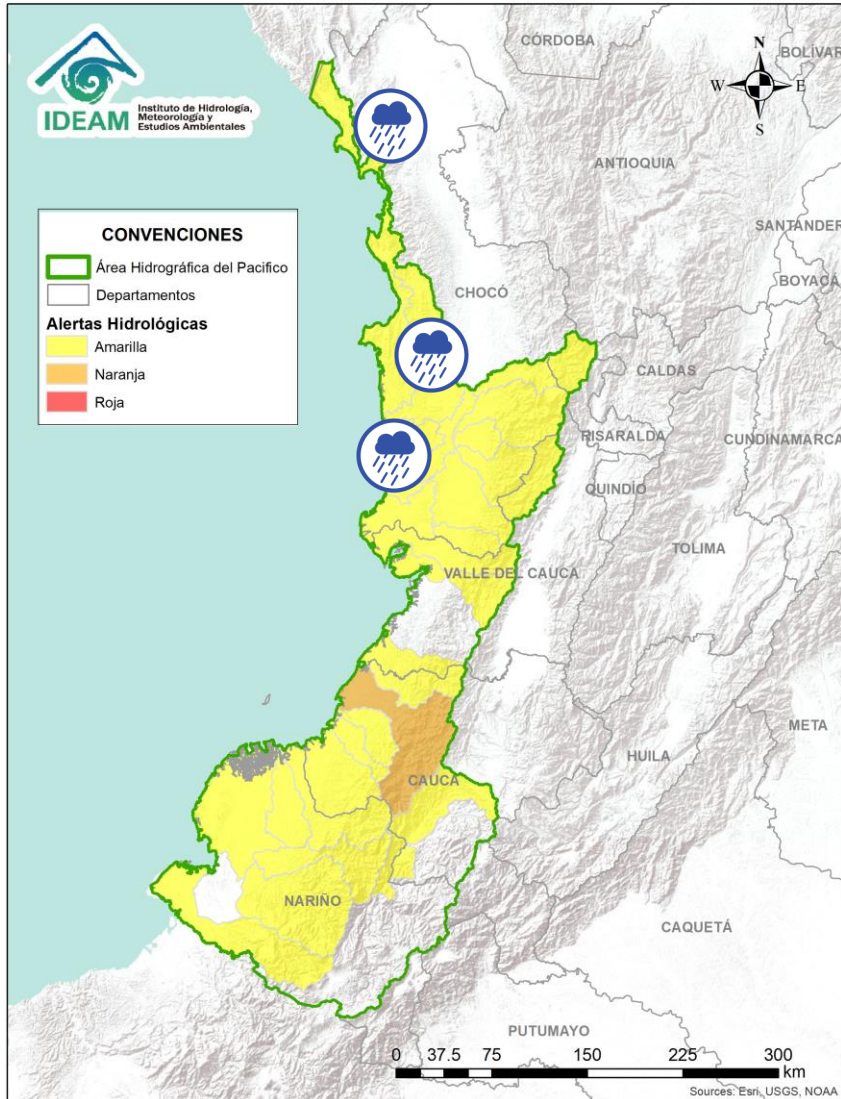 IDEAM
Instituto de Hidrología,
Meteorología y
Estudios Ambientales
CÓRDOBA
BOLÍVAR
N
W
E
S
ANTIOQUIA
SANTANDER
BOYACÁ
CONVENCIONES
Área Hidrográfica del Pacifico
Departamentos
Alertas Hidrológicas
Amarilla
Naranja
Roja
CHOCÓ
CALDAS
RISARALDA
CUNDINAMARCA
QUINDÍO
TOLIMA
VALLE DEL CAUCA
META
HUILA
CAUCA
NARIÑO
CAQUETÁ
PUTUMAYO
0 37.5 75 150 225 300
km
Sources: Esri, USGS, NOAA